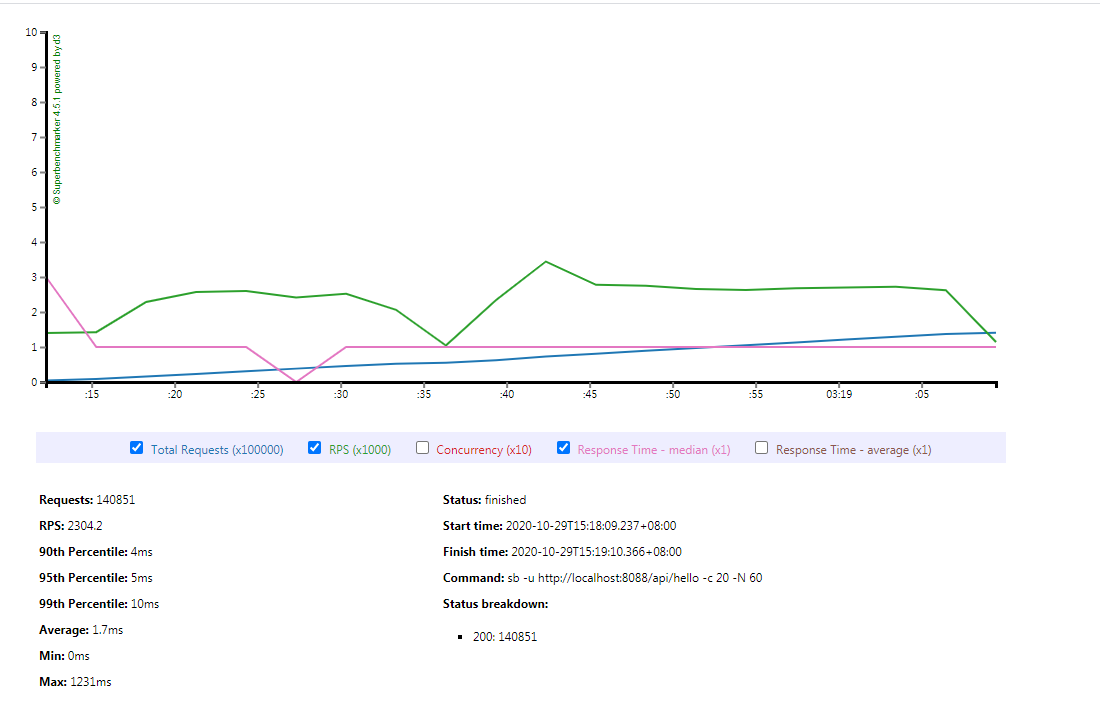 10
9
8
7
6
5
4
3
2
1
0
© Superbenchmarker 4.5.1 powered by d3
:15 :20 :25 :30 :35 :40 :45 :50 :55 03:19 :05
Total Requests (x100000) RPS (x1000) Concurrency (x10) Response Time - median (x1) Response Time - average (x1)
Requests: 140851
RPS: 2304.2
90th Percentile: 4ms
95th Percentile: 5ms
99th Percentile: 10ms
Average: 1.7ms
Min: 0ms
Max: 1231ms
Status: finished
Start time: 2020-10-29T15:18:09.237+08:00
Finish time: 2020-10-29T15:19:10.366+08:00
Command: sb -u http://localhost:8088/api/hello -c 20 -N 60
Status breakdown:
200: 140851